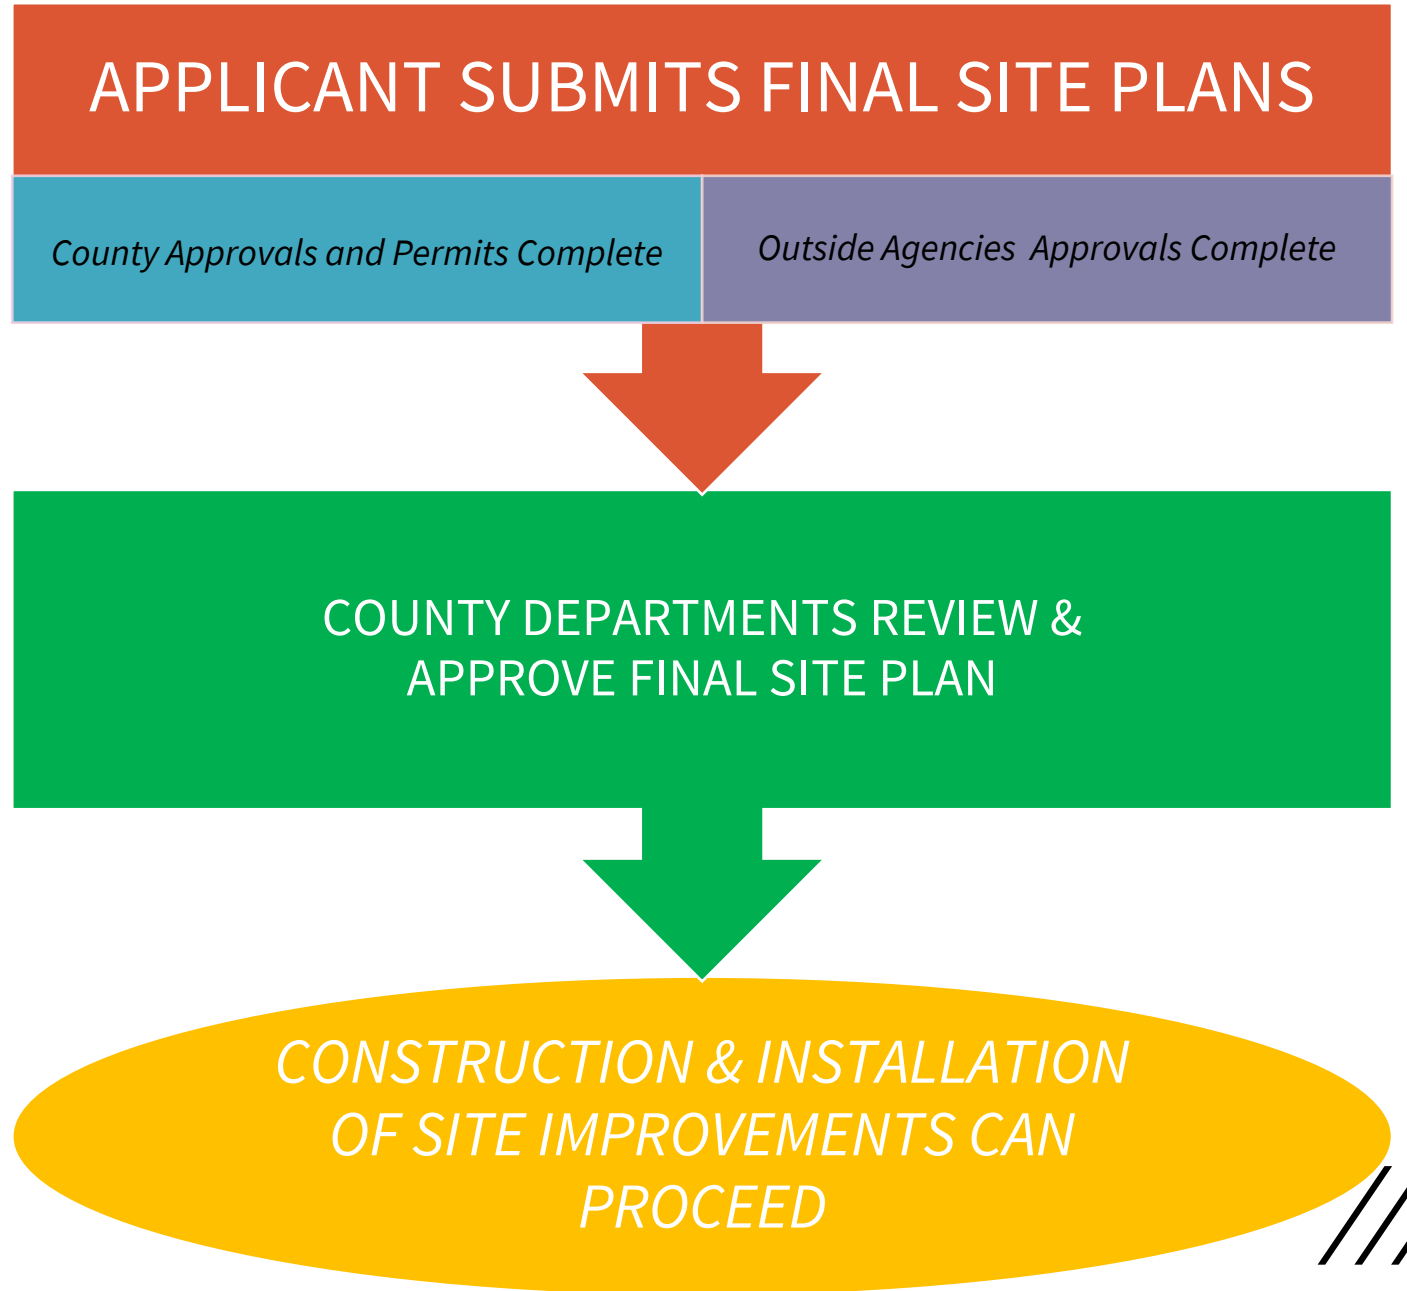 APPLICANT SUBMITS FINAL SITE PLANS
County Approvals and Permits Complete
Outside Agencies Approvals Complete
COUNTY DEPARTMENTS REVIEW &
APPROVE FINAL SITE PLAN
CONSTRUCTION & INSTALLATION
OF SITE IMPROVEMENTS CAN
PROCEED